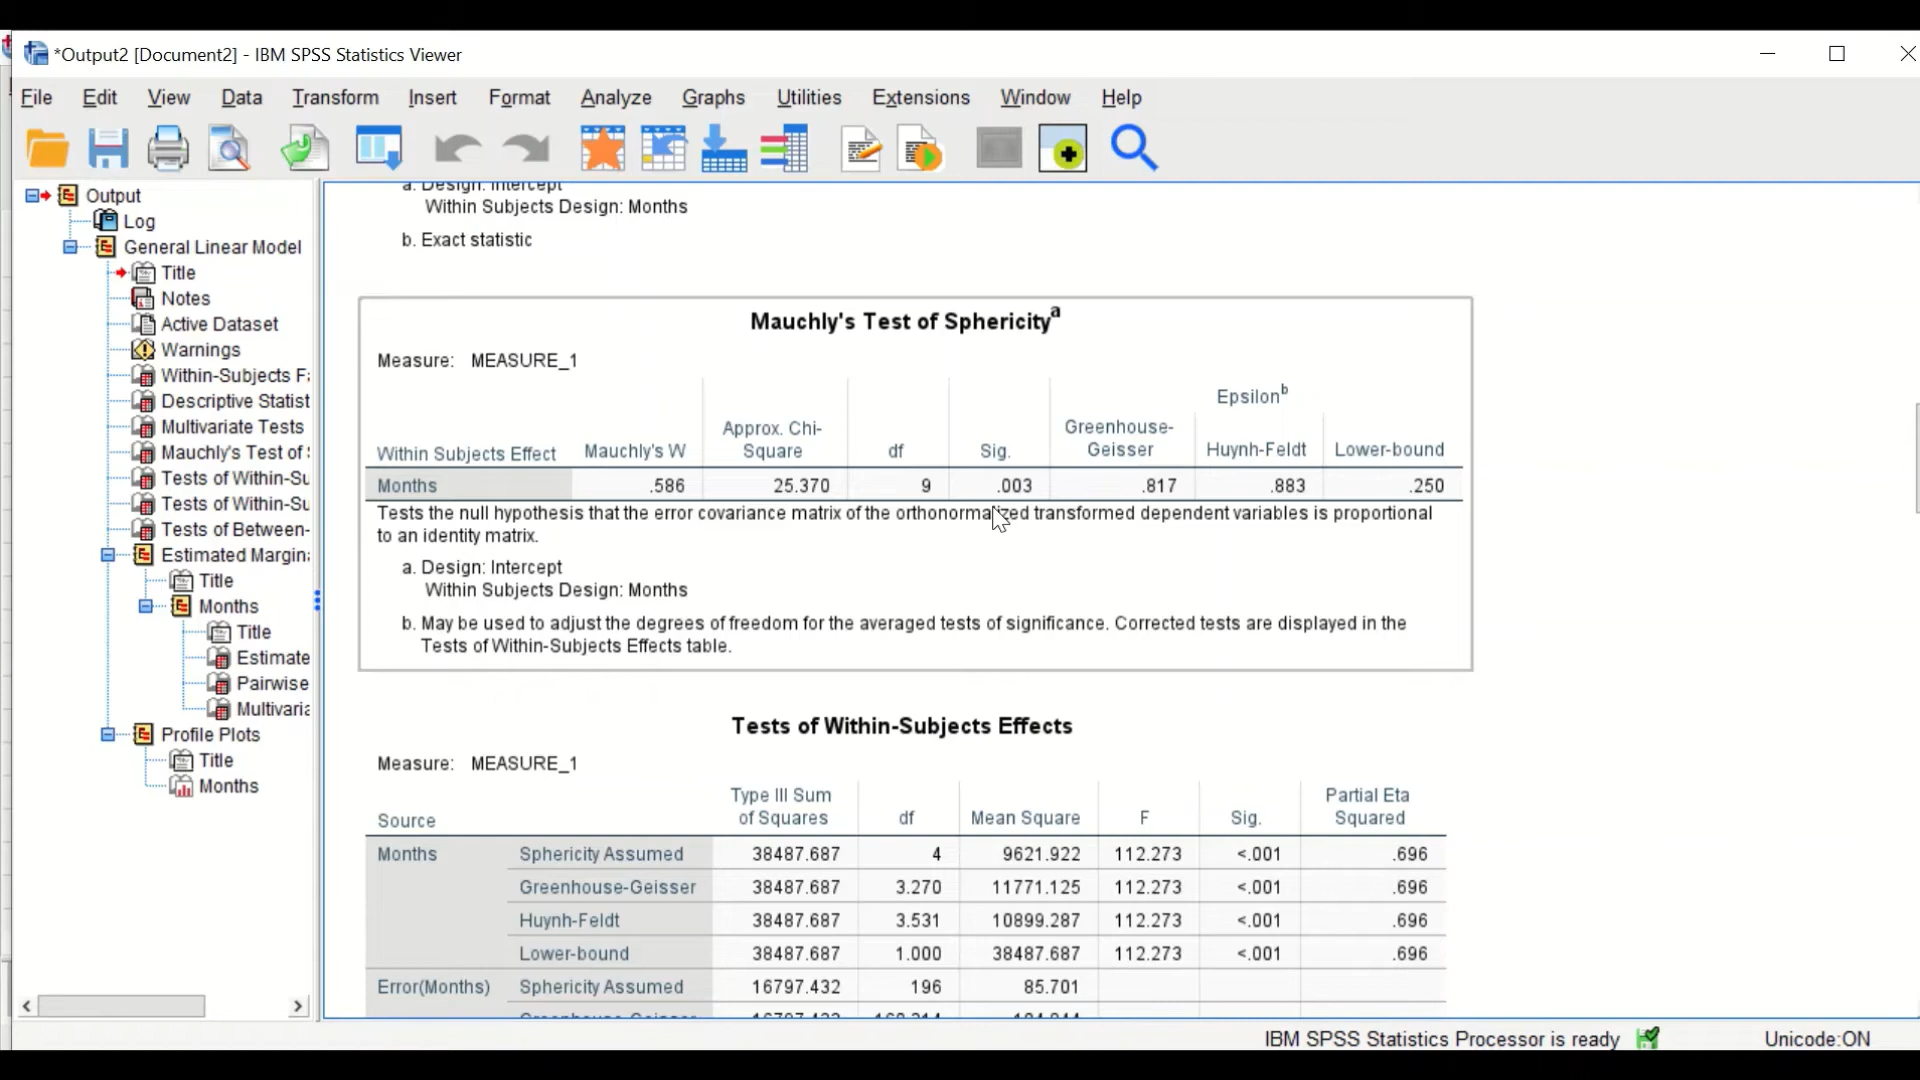 *Output2 [Document2] - IBM SPSS Statistics Viewer
File Edit View Data Transform Insert Format Analyze Graphs Utilities Extensions Window Help
Output
Log
General Linear Model
Title
Notes
Active Dataset
Warnings
Within-Subjects F
Descriptive Statist
Multivariate Tests
Mauchly's Test of
Tests of Within-Su
Tests of Within-Su
Tests of Between-
Estimated Margin
Title
Months
Title
Estimate
Pairwise
Multivaria
Profile Plots
Title
Months
a. Design: Intercept
Within Subjects Design: Months
b. Exact statistic
Mauchly's Test of Sphericity a
Measure: MEASURE_1
Epsilon b
Within Subjects Effect Mauchly's W Approx. Chi-Square df Sig. Greenhouse-Geisser Huynh-Feldt Lower-bound
Months .586 25.370 9 .003 .817 .883 .250
Tests the null hypothesis that the error covariance matrix of the orthonormalized transformed dependent variables is proportional
to an identity matrix.
a. Design: Intercept
Within Subjects Design: Months
b. May be used to adjust the degrees of freedom for the averaged tests of significance. Corrected tests are displayed in the
Tests of Within-Subjects Effects table.
Tests of Within-Subjects Effects
Measure: MEASURE_1
Source Type III Sum of Squares df Mean Square F Sig. Partial Eta Squared
Months Sphericity Assumed 38487.687 4 9621.922 112.273 <.001 .696
Greenhouse-Geisser 38487.687 3.270 11771.125 112.273 <.001 .696
Huynh-Feldt 38487.687 3.531 10899.287 112.273 <.001 .696
Lower-bound 38487.687 1.000 38487.687 112.273 <.001 .696
Error(Months) Sphericity Assumed 16797.432 196 85.701
IBM SPSS Statistics Processor is ready Unicode:ON